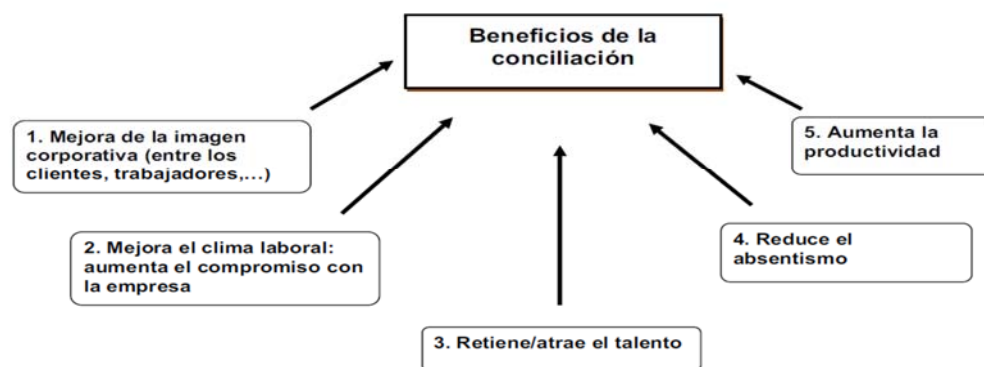 Beneficios de la
conciliación
1. Mejora de la imagen
corporativa (entre los
clientes, trabajadores,...)
2. Mejora el clima laboral:
aumenta el compromiso con
la empresa
3. Retiene/atrae el talento
4. Reduce el
absentismo
5. Aumenta la
productividad